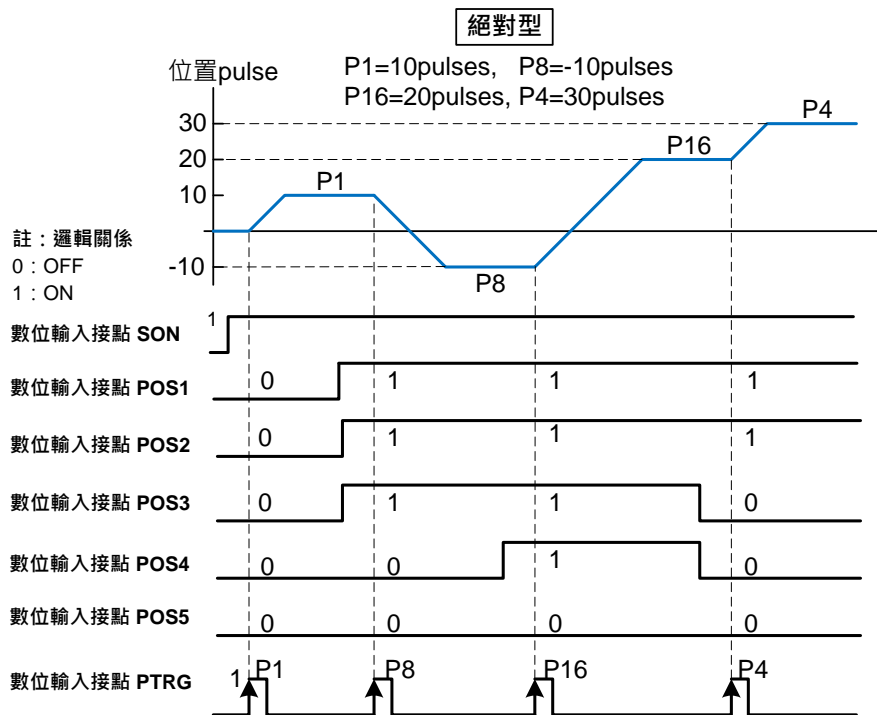 絕對型
位置pulse
P1=10pulses, P8=-10pulses
P16=20pulses, P4=30pulses
30
P4
20
P16
10
P1
註：邏輯關係
0：OFF
1：ON
-10
P8
數位輸入接點 SON
1
數位輸入接點 POS1
0 1 1 1
數位輸入接點 POS2
0 1 1 1
數位輸入接點 POS3
0 1 1 0
數位輸入接點 POS4
0 0 1 0
數位輸入接點 POS5
0 0 0 0
數位輸入接點 PTRG
1 P1 P8 P16 P4